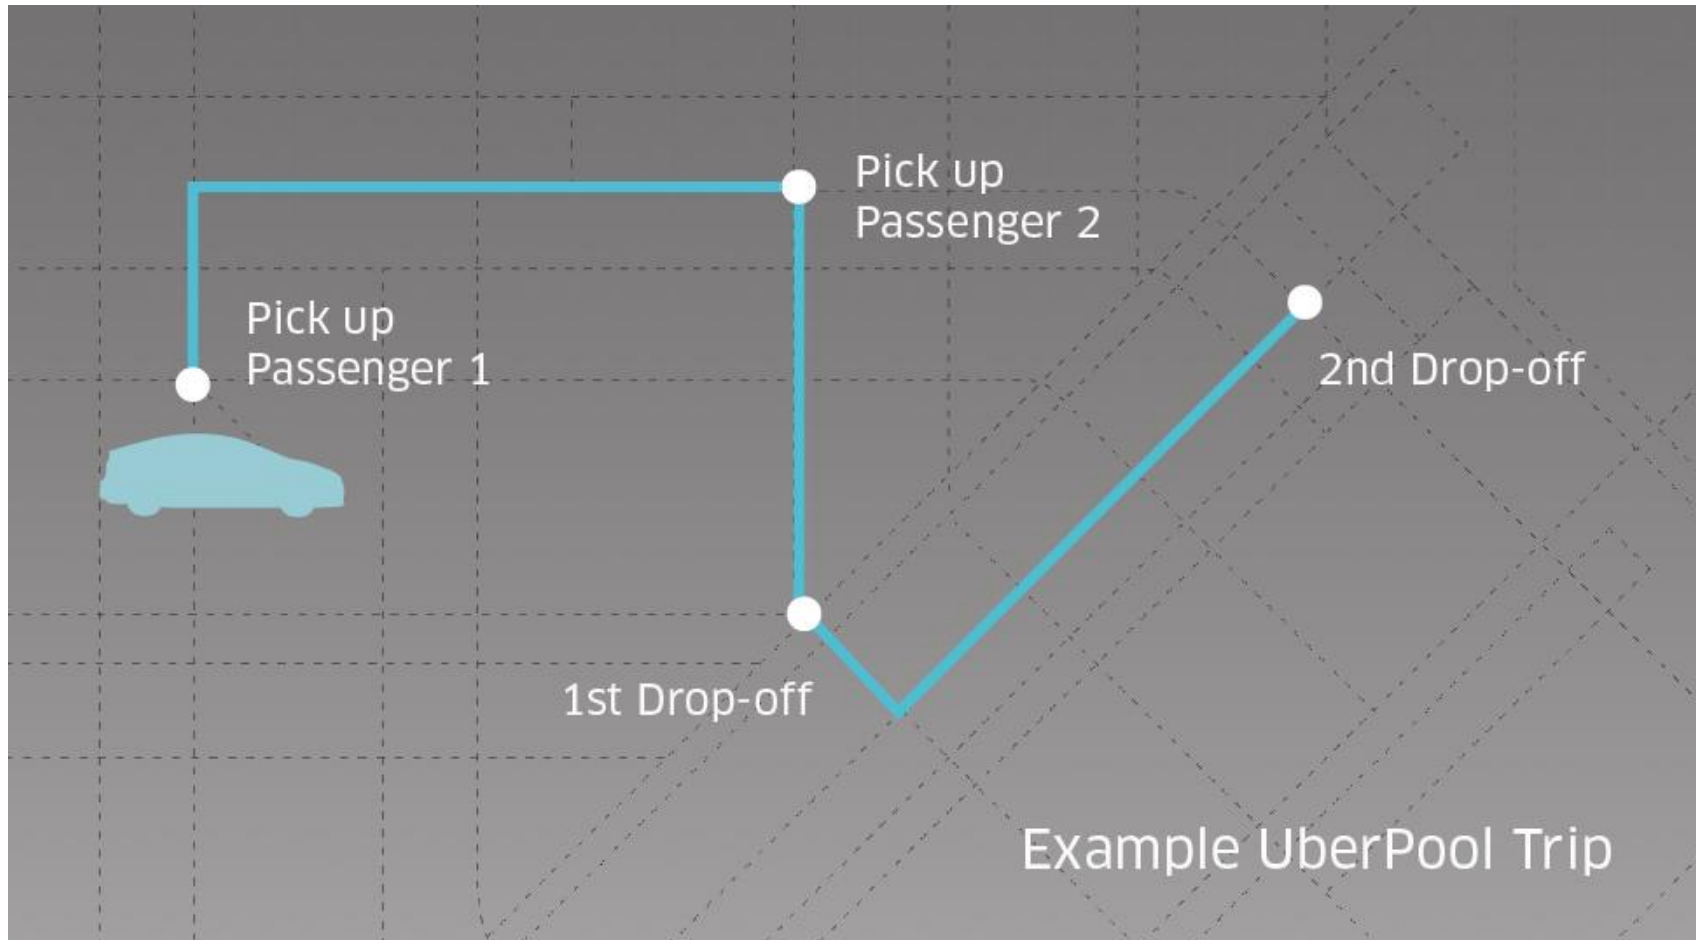 Pick up
Passenger 2
Pick up
Passenger 1
2nd Drop-off
1st Drop-off
Example UberPool Trip